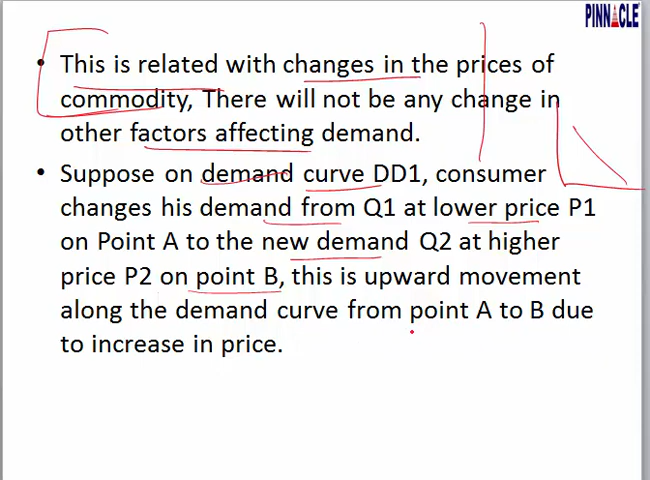 PINNACLE
• This is related with changes in the prices of
commodity, There will not be any change in
other factors affecting demand.
• Suppose on demand curve DD1, consumer
changes his demand from Q1 at lower price P1
on Point A to the new demand Q2 at higher
price P2 on point B, this is upward movement
along the demand curve from point A to B due
to increase in price.